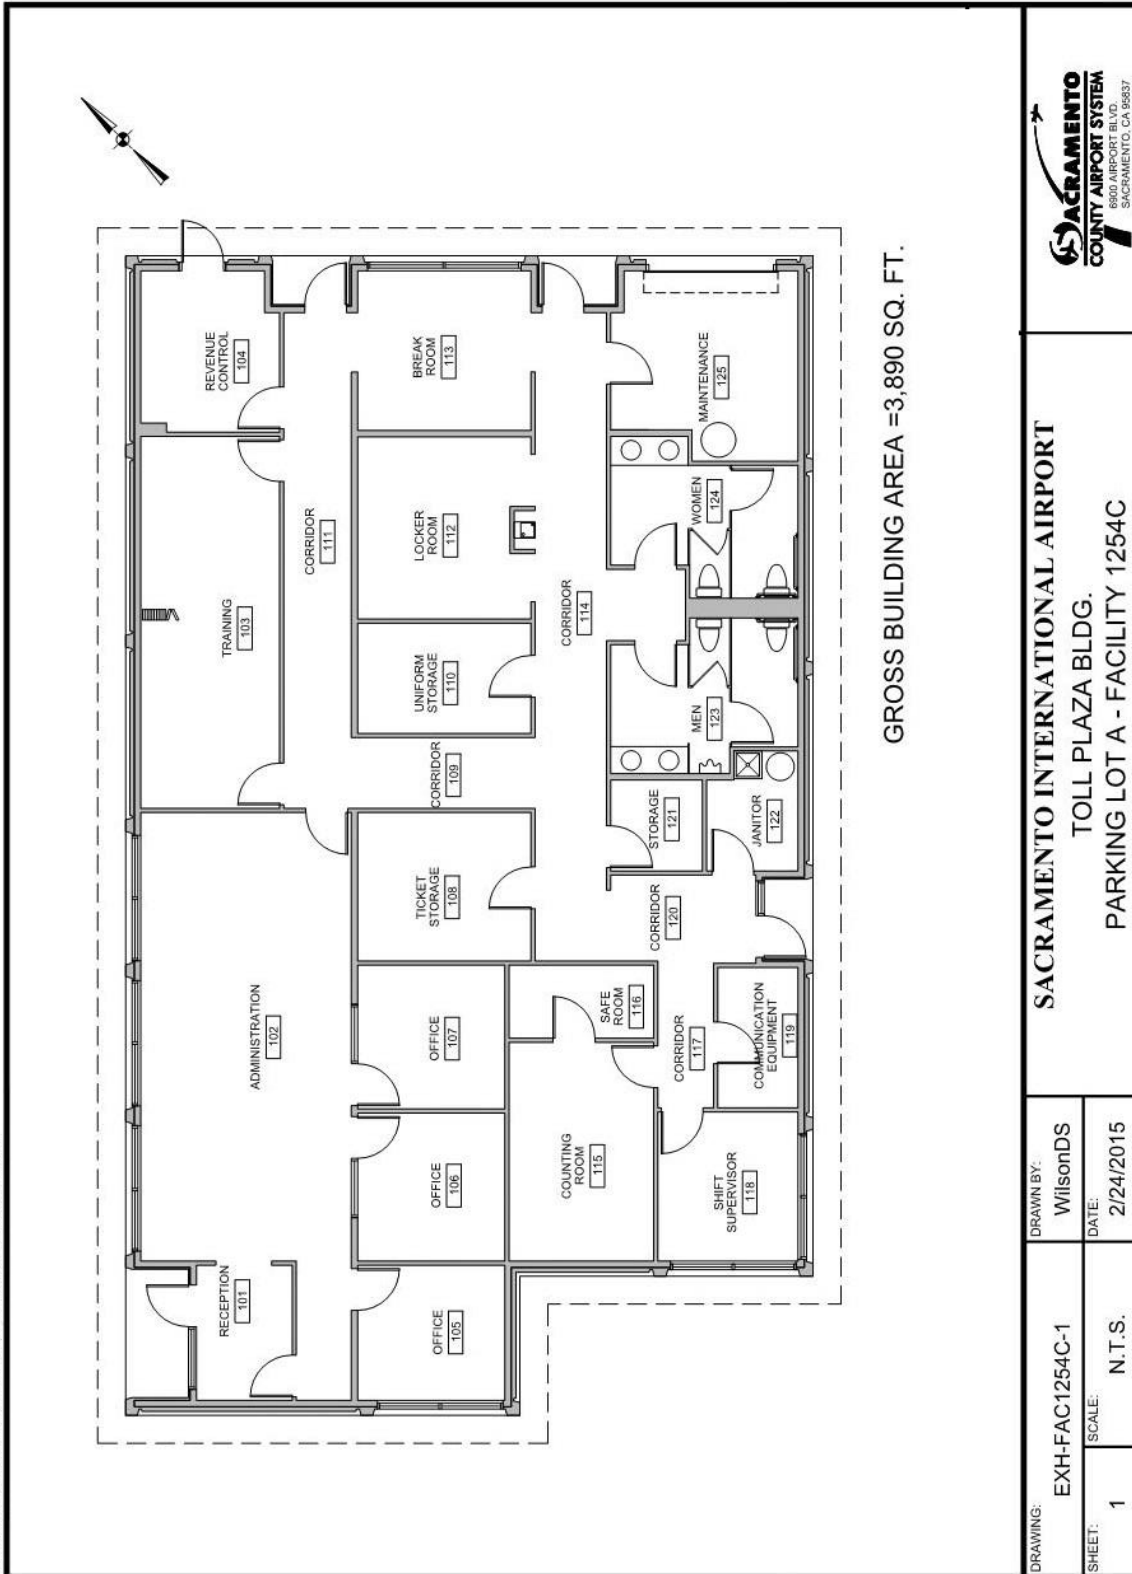 REVENUE
CONTROL
104
TRAINING
103
CORRIDOR
111
BREAK
ROOM
113
LOCKER
ROOM
112
UNIFORM
STORAGE
110
CORRIDOR
109
CORRIDOR
114
MAINTENANCE
125
WOMEN
124
MEN
123
STORAGE
121
JANITOR
122
ADMINISTRATION
102
TICKET
STORAGE
108
CORRIDOR
120
OFFICE
107
OFFICE
106
SAFE
ROOM
116
CORRIDOR
117
COMMUNICATION
EQUIPMENT
119
COUNTING
ROOM
115
SHIFT
SUPERVISOR
118
RECEPTION
101
OFFICE
105
GROSS BUILDING AREA =3,890 SQ. FT.
DRAWING:
EXH-FAC1254C-1
DRAWN BY:
WilsonDS
SHEET:
1
SCALE:
N.T.S.
DATE:
2/24/2015
SACRAMENTO INTERNATIONAL AIRPORT
TOLL PLAZA BLDG.
PARKING LOT A - FACILITY 1254C
SACRAMENTO
COUNTY AIRPORT SYSTEM
6900 AIRPORT BLVD.
SACRAMENTO, CA 95837